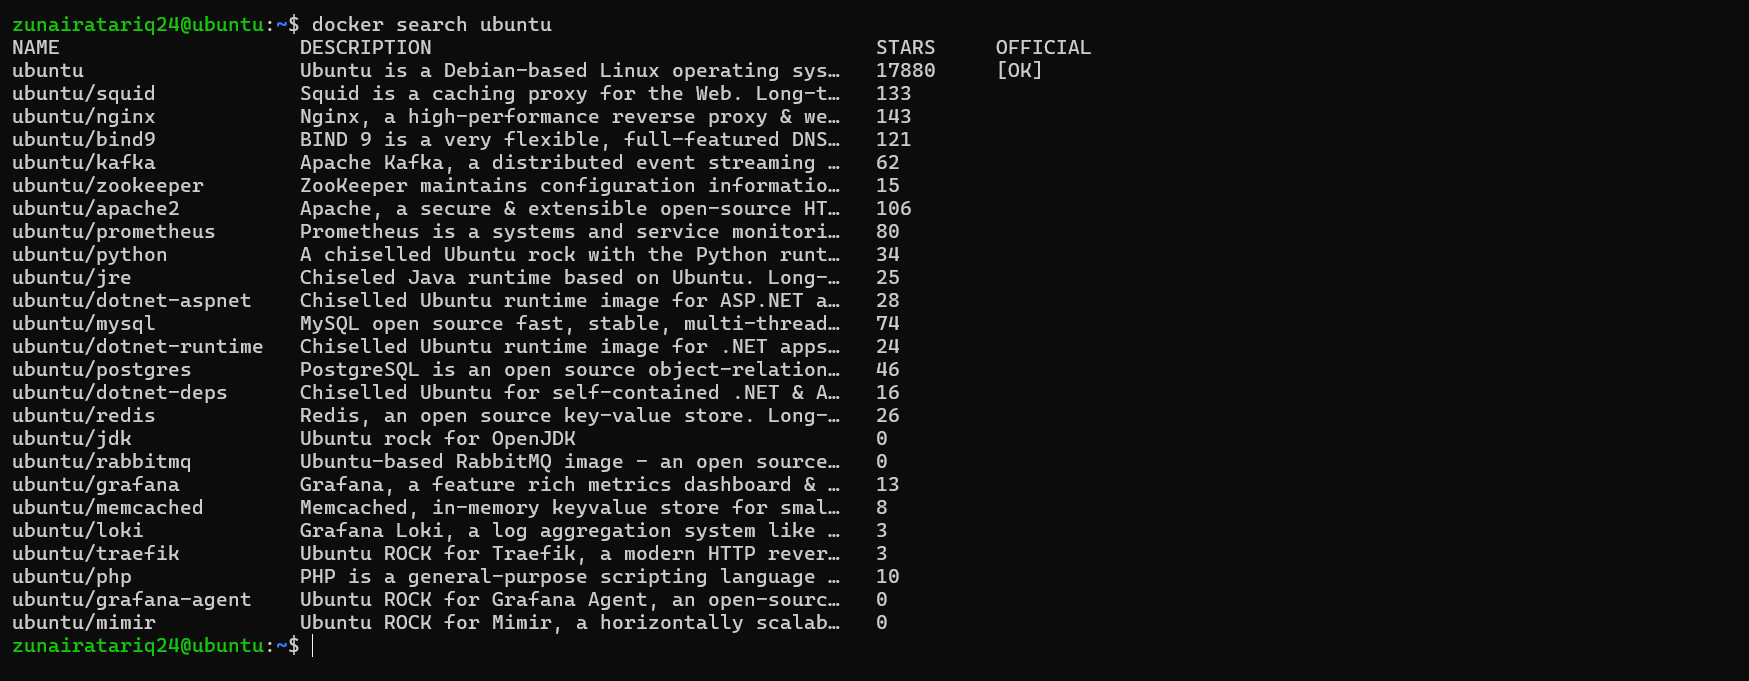 zunairatariq24@ubuntu:~$ docker search ubuntu
NAME                    DESCRIPTION                                     STARS     OFFICIAL
ubuntu                  Ubuntu is a Debian-based Linux operating sys…   17880     [OK]
ubuntu/squid            Squid is a caching proxy for the Web. Long-t…   133
ubuntu/nginx            Nginx, a high-performance reverse proxy & we…   143
ubuntu/bind9            BIND 9 is a very flexible, full-featured DNS…   121
ubuntu/kafka            Apache Kafka, a distributed event streaming …   62
ubuntu/zookeeper        ZooKeeper maintains configuration informatio…   15
ubuntu/apache2          Apache, a secure & extensible open-source HT…   106
ubuntu/prometheus       Prometheus is a systems and service monitori…   80
ubuntu/python           A chiselled Ubuntu rock with the Python runt…   34
ubuntu/jre              Chiseled Java runtime based on Ubuntu. Long-…   25
ubuntu/dotnet-aspnet    Chiselled Ubuntu runtime image for ASP.NET a…   28
ubuntu/mysql            MySQL open source fast, stable, multi-thread…   74
ubuntu/dotnet-runtime   Chiselled Ubuntu runtime image for .NET apps…   24
ubuntu/postgres         PostgreSQL is an open source object-relation…   46
ubuntu/dotnet-deps      Chiselled Ubuntu for self-contained .NET & A…   16
ubuntu/redis            Redis, an open source key-value store. Long-…   26
ubuntu/jdk              Ubuntu rock for OpenJDK                         0
ubuntu/rabbitmq         Ubuntu-based RabbitMQ image - an open source…   0
ubuntu/grafana          Grafana, a feature rich metrics dashboard & …   13
ubuntu/memcached        Memcached, in-memory keyvalue store for smal…   8
ubuntu/loki             Grafana Loki, a log aggregation system like …   3
ubuntu/traefik          Ubuntu ROCK for Traefik, a modern HTTP rever…   3
ubuntu/php              PHP is a general-purpose scripting language …   10
ubuntu/grafana-agent    Ubuntu ROCK for Grafana Agent, an open-sourc…   0
ubuntu/mimir            Ubuntu ROCK for Mimir, a horizontally scalab…   0
zunairatariq24@ubuntu:~$